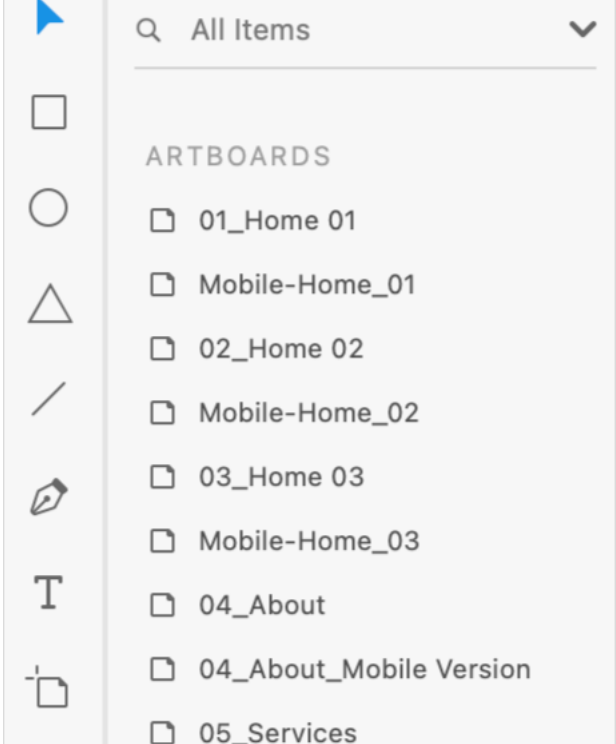 All Items
ARTBOARDS
01_Home 01
Mobile-Home_01
02_Home 02
Mobile-Home_02
03_Home 03
Mobile-Home_03
04_About
04_About_Mobile Version
05_Services
T